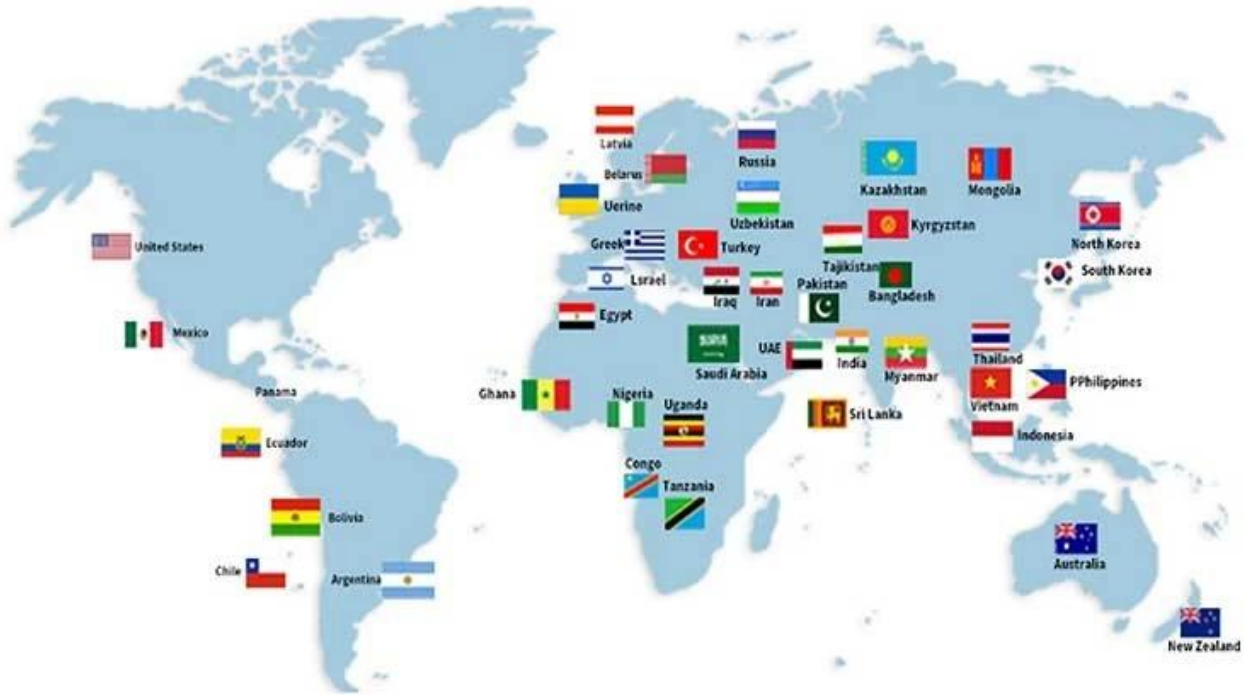 Latvia
Russia
Belarus
Kazakhstan
Mongolia
Uerine
Uzbekistan
Kyrgyzstan
United States
Greek
Turkey
North Korea
Tajikistan
South Korea
Lsrael
Iraq
Iran
Pakistan
Bangladesh
Egypt
Mexico
UAE
India
Saudi Arabia
Myanmar
Thailand
Panama
Ghana
Nigeria
Uganda
PPhilippines
Vietnam
Sri Lanka
Ecuador
Indonesia
Congo
Tanzania
Bolivia
Australia
Chile
Argentina
New Zealand